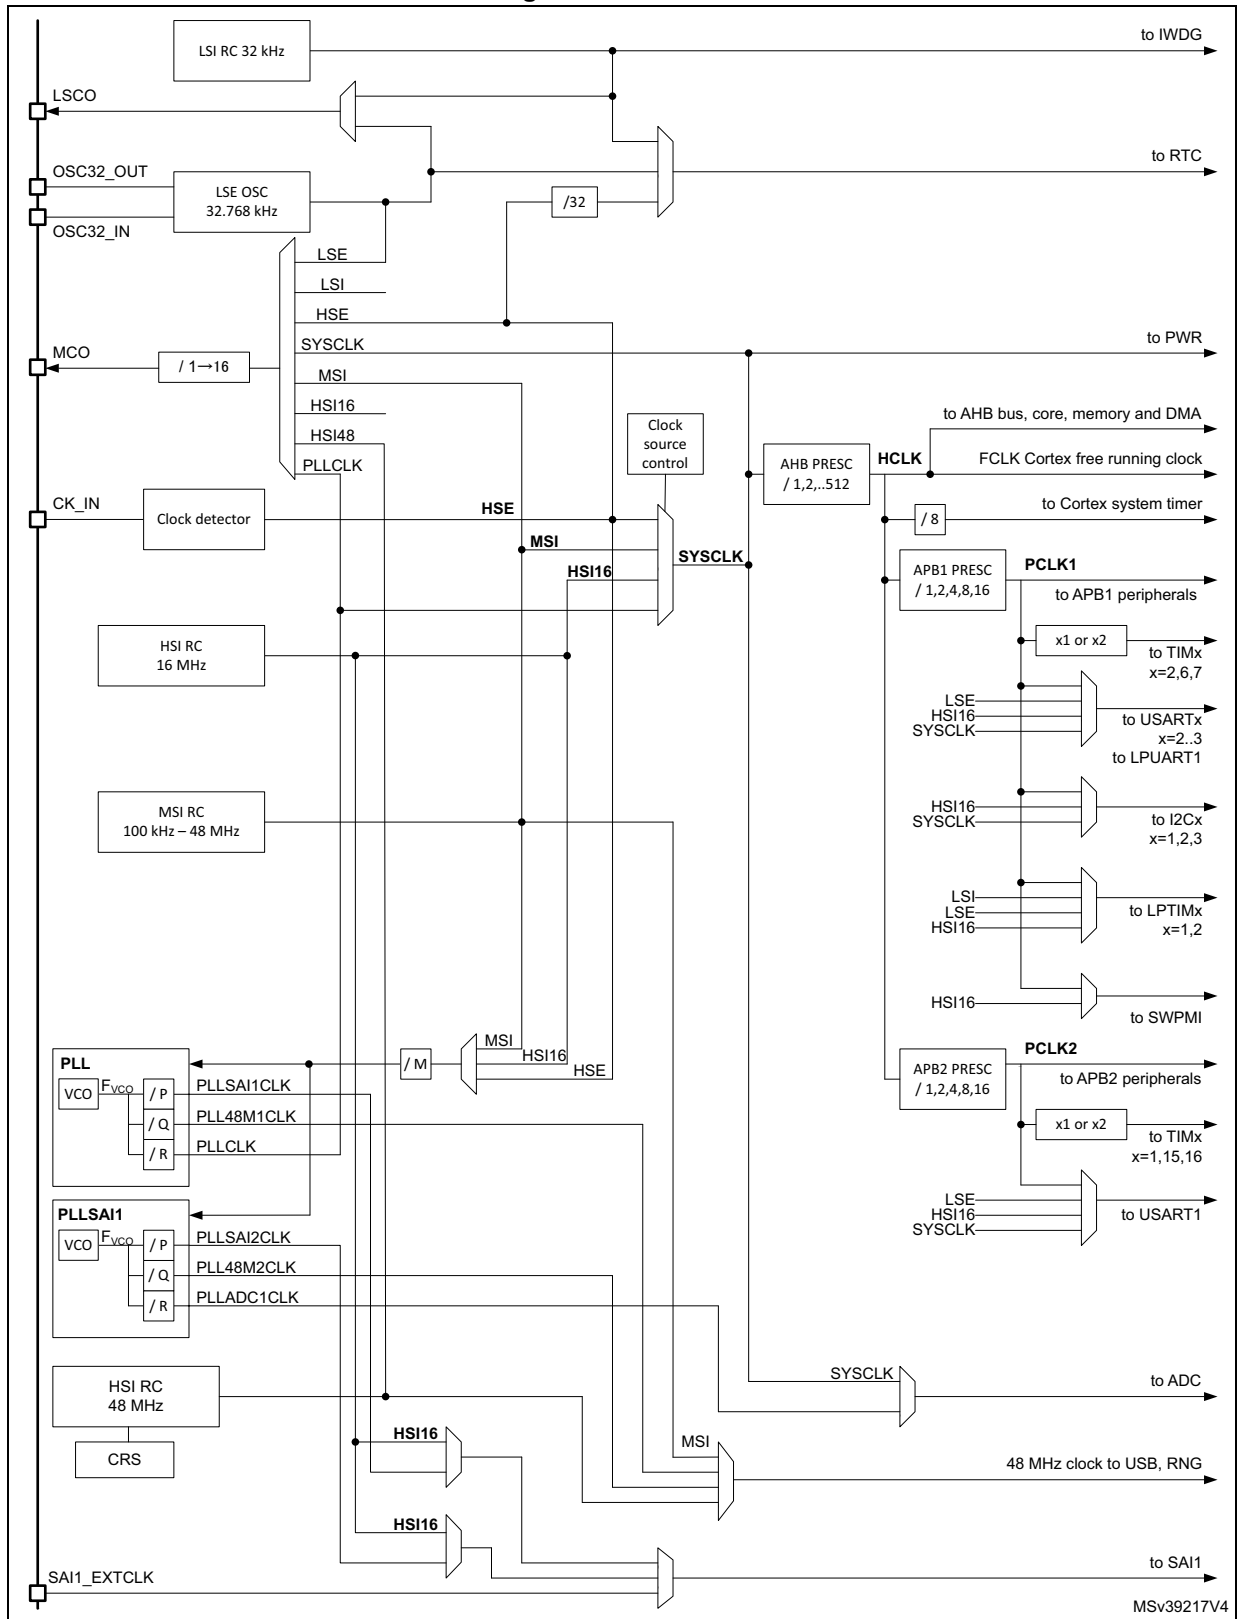 LSI RC 32 kHz
to IWDG
LSCO
OSC32_OUT
to RTC
LSE OSC
32.768 kHz
/32
OSC32_IN
LSE
LSI
HSE
SYSCLK
to PWR
MCO
/ 1→16
MSI
HSI16
HSI48
PLLCLK
Clock
source
control
to AHB bus, core, memory and DMA
AHB PRESC
/ 1,2,..512
HCLK
FCLK Cortex free running clock
CK_IN
Clock detector
HSE
to Cortex system timer
/ 8
MSI
SYSCLK
HSI16
APB1 PRESC
/ 1,2,4,8,16
PCLK1
to APB1 peripherals
HSI RC
16 MHz
x1 or x2
to TIMx
x=2,6,7
LSE
HSI16
SYSCLK
to USARTx
x=2..3
to LPUART1
MSI RC
100 kHz – 48 MHz
HSI16
SYSCLK
to I2Cx
x=1,2,3
LSI
LSE
HSI16
to LPTIMx
x=1,2
HSI16
to SWPMI
MSI
HSI16
HSE
/ M
PLL
VCO
FVCO
/ P
PLLSAI1CLK
/ Q
PLL48M1CLK
/ R
PLLCLK
APB2 PRESC
/ 1,2,4,8,16
PCLK2
to APB2 peripherals
x1 or x2
to TIMx
x=1,15,16
PLLSAI1
VCO
FVCO
/ P
PLLSAI2CLK
/ Q
PLL48M2CLK
/ R
PLLADC1CLK
LSE
HSI16
SYSCLK
to USART1
HSI RC
48 MHz
CRS
SYSCLK
to ADC
HSI16
MSI
48 MHz clock to USB, RNG
HSI16
SAI1_EXTCLK
to SAI1
MSv39217V4